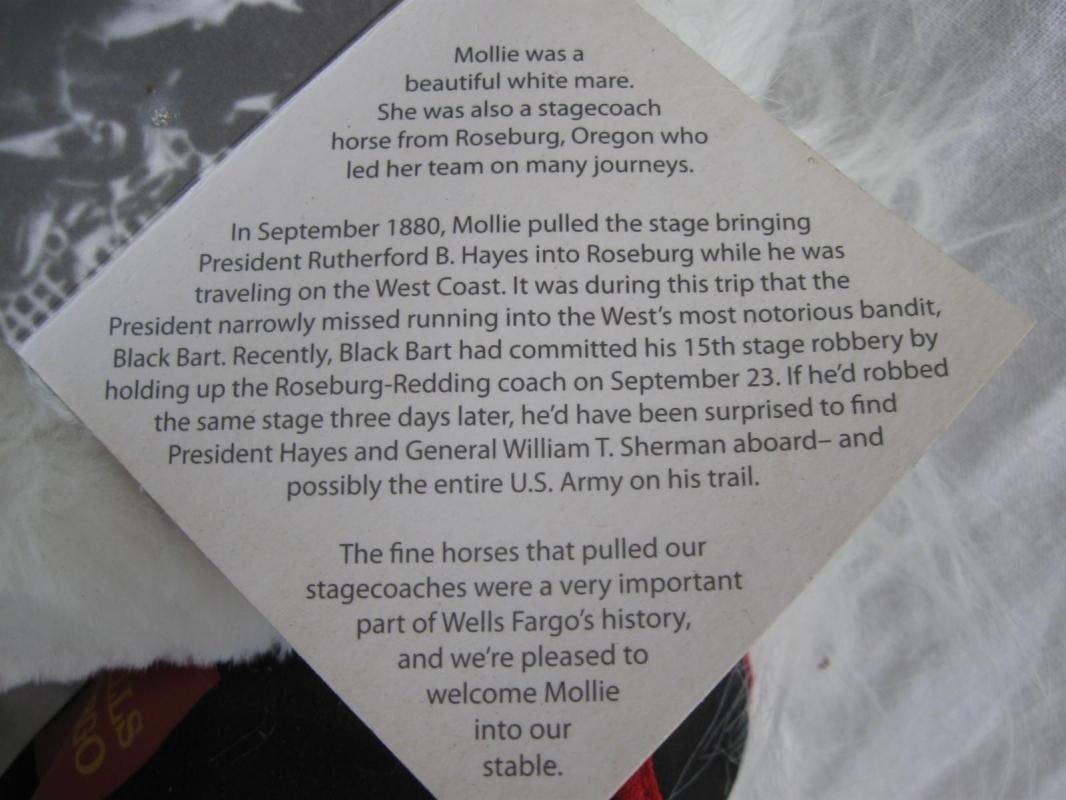 Mollie was a
beautiful white mare.
She was also a stagecoach
horse from Roseburg, Oregon who
led her team on many journeys.
In September 1880, Mollie pulled the stage bringing
President Rutherford B. Hayes into Roseburg while he was
traveling on the West Coast. It was during this trip that the
President narrowly missed running into the West's most notorious bandit,
Black Bart. Recently, Black Bart had committed his 15th stage robbery by
holding up the Roseburg-Redding coach on September 23. If he'd robbed
the same stage three days later, he'd have been surprised to find
President Hayes and General William T. Sherman aboard– and
possibly the entire U.S. Army on his trail.
The fine horses that pulled our
stagecoaches were a very important
part of Wells Fargo's history,
and we're pleased to
welcome Mollie
into our
stable.